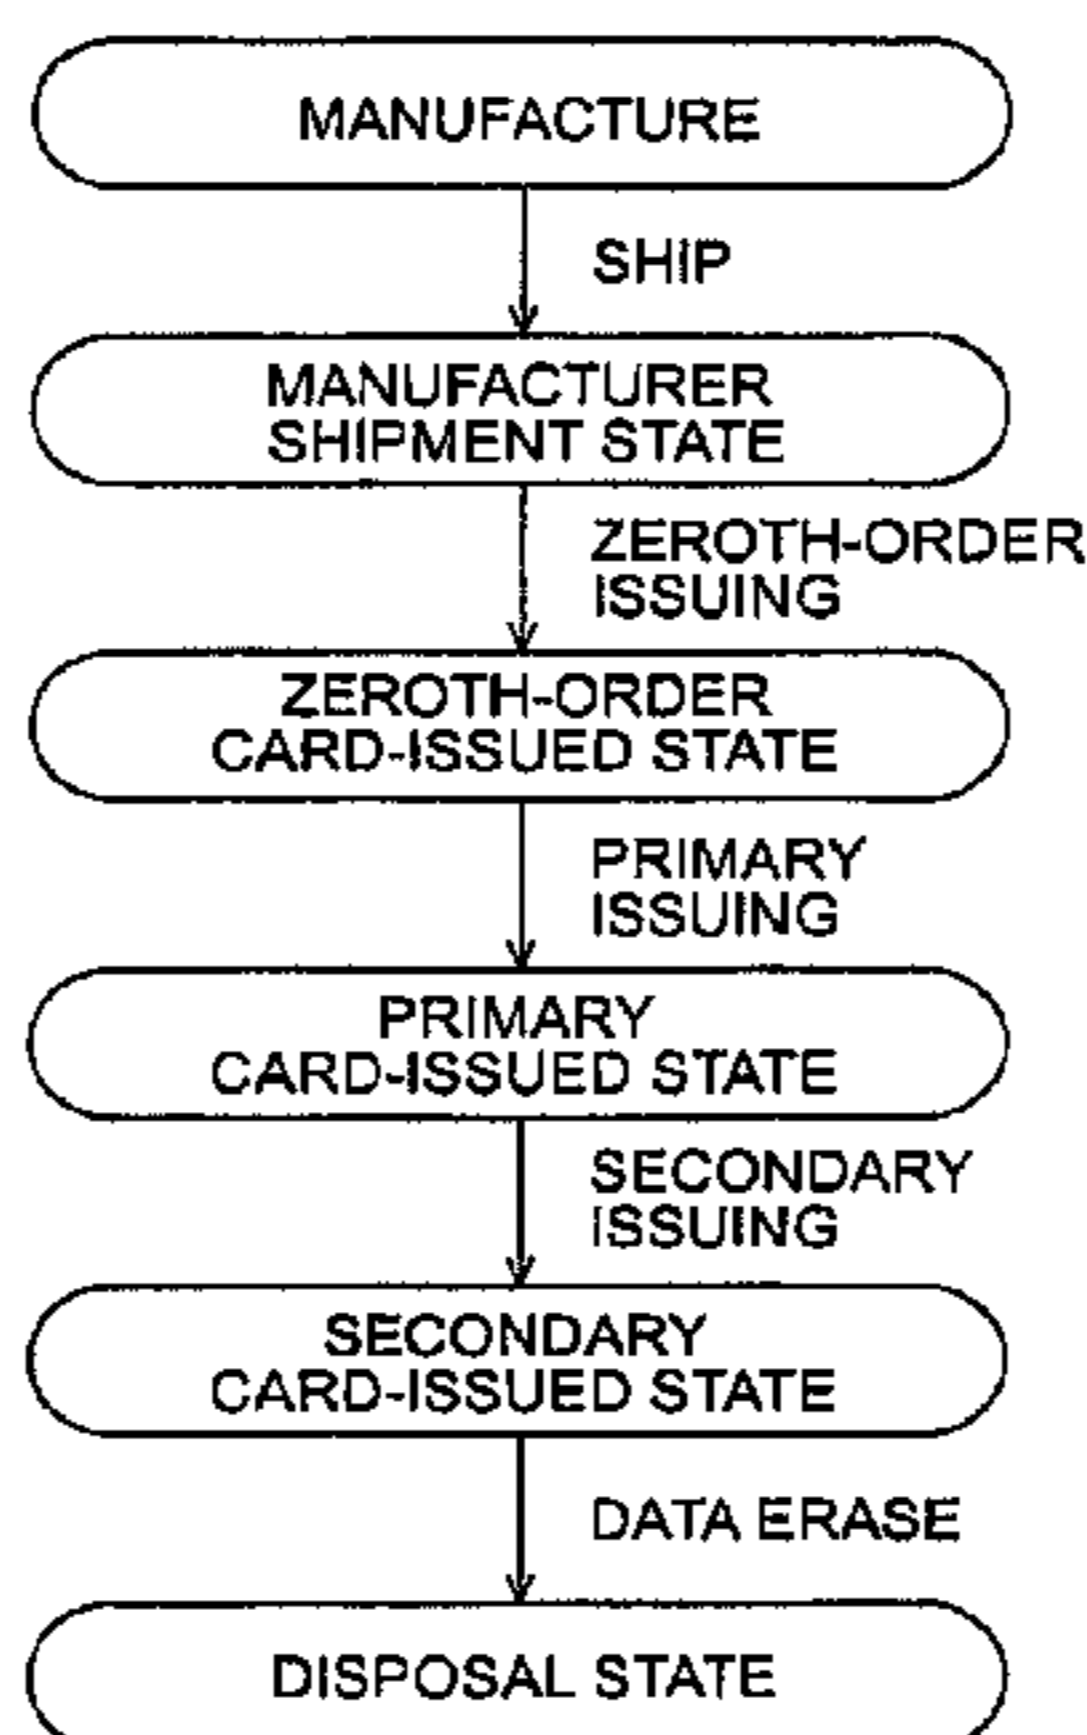 MANUFACTURE
SHIP
MANUFACTURER
SHIPMENT STATE
ZEROTH-ORDER
ISSUING
ZEROTH-ORDER
CARD-ISSUED STATE
PRIMARY
ISSUING
PRIMARY
CARD-ISSUED STATE
SECONDARY
ISSUING
SECONDARY
CARD-ISSUED STATE
DATA ERASE
DISPOSAL STATE